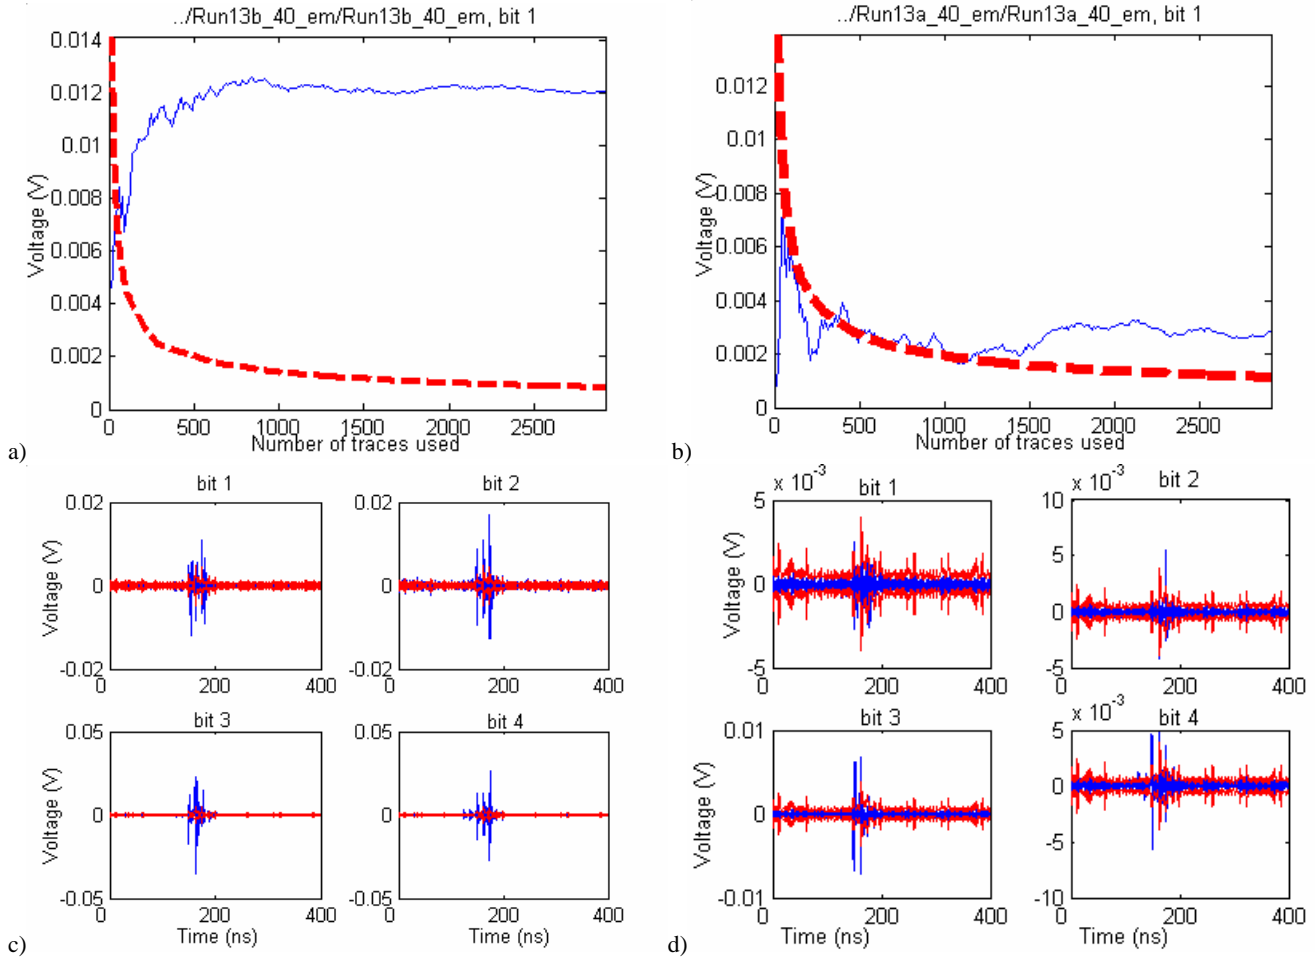 ../Run13b_40_em/Run13b_40_em, bit 1
0.014
0.012
0.01
0.008
0.006
0.004
0.002
0
Voltage (V)
0 500 1000 1500 2000 2500
Number of traces used
a)
../Run13a_40_em/Run13a_40_em, bit 1
0.012
0.01
0.008
0.006
0.004
0.002
0
Voltage (V)
0 500 1000 1500 2000 2500
Number of traces used
b)
bit 1
0.02
0
-0.02
Voltage (V)
0 200 400
bit 2
0.02
0
-0.02
0 200 400
bit 3
0.05
0
-0.05
Voltage (V)
0 200 400
Time (ns)
bit 4
0.05
0
-0.05
0 200 400
Time (ns)
c)
x 10⁻³
bit 1
5
0
-5
Voltage (V)
0 200 400
x 10⁻³
bit 2
10
5
0
-5
0 200 400
bit 3
0.01
0
-0.01
Voltage (V)
0 200 400
Time (ns)
x 10⁻³
bit 4
5
0
-5
-10
0 200 400
Time (ns)
d)